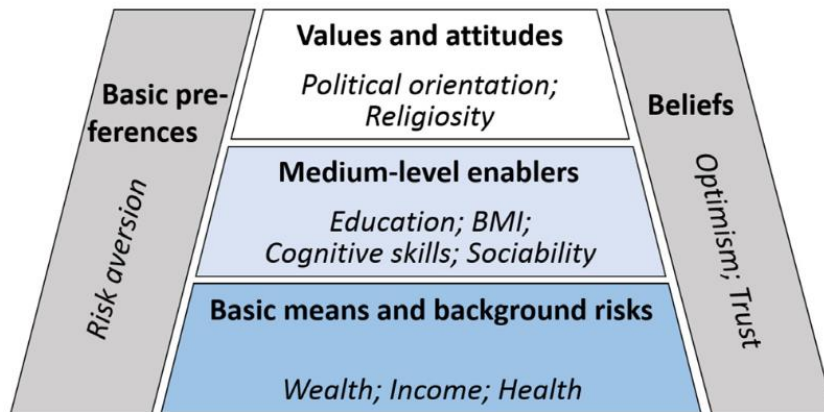 Values and attitudes
Political orientation;
Religiosity
Basic pre-
ferences
Risk aversion
Medium-level enablers
Education; BMI;
Cognitive skills; Sociability
Basic means and background risks
Wealth; Income; Health
Beliefs
Optimism; Trust